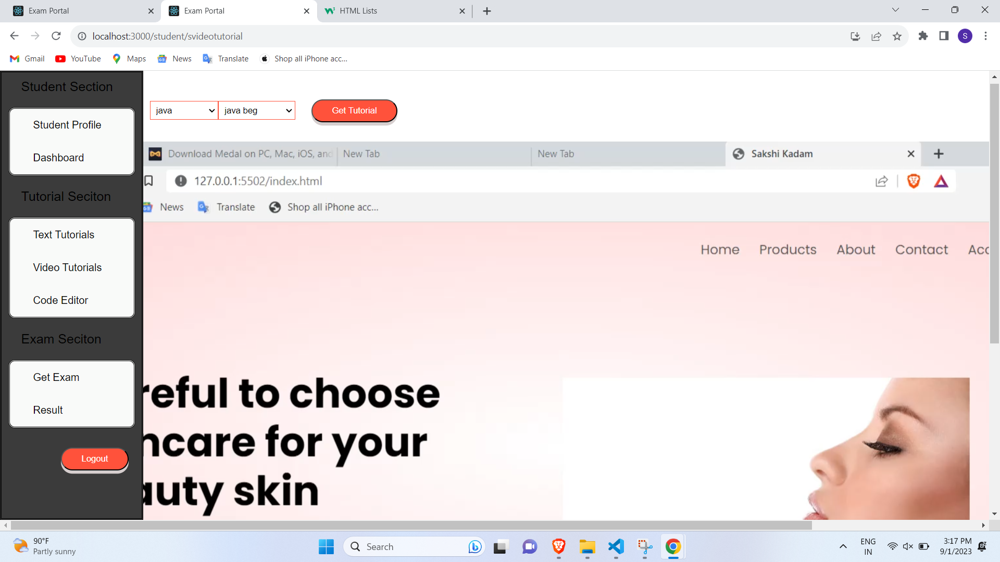 Exam Portal
Exam Portal
HTML Lists
localhost:3000/student/svideotutorial
S
Gmail
YouTube
Maps
News
Translate
Shop all iPhone acc...
Student Section
Student Profile
Dashboard
Tutorial Seciton
Text Tutorials
Video Tutorials
Code Editor
Exam Seciton
Get Exam
Result
Logout
java
java beg
Get Tutorial
Download Medal on PC, Mac, iOS, and
New Tab
New Tab
Sakshi Kadam
127.0.0.1:5502/index.html
News
Translate
Shop all iPhone acc...
Home
Products
About
Contact
Acc
reful to choose
ncare for your
auty skin
90°F
Partly sunny
Search
ENG
IN
3:17 PM
9/1/2023